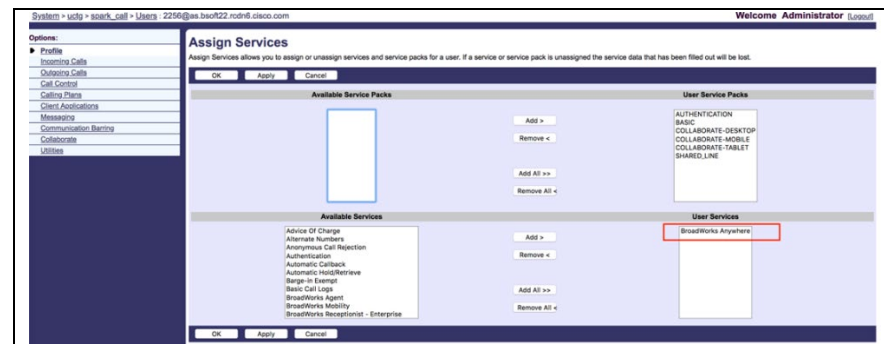 System > uctg > spark_call > Users : 2256@as.bsoft22.rcdn6.cisco.com
Welcome Administrator [Logout]
Options:
Profile
Incoming Calls
Outgoing Calls
Call Control
Calling Plans
Client Applications
Messaging
Communication Barring
Collaborate
Utilities
Assign Services
Assign Services allows you to assign or unassign services and service packs for a user. If a service or service pack is unassigned the service data that has been filled out will be lost.
OK Apply Cancel
Available Service Packs
User Service Packs
Add >
Remove <
Add All >>
Remove All <
AUTHENTICATION
BASIC
COLLABORATE-DESKTOP
COLLABORATE-MOBILE
COLLABORATE-TABLET
SHARED_LINE
Available Services
User Services
Advice Of Charge
Alternate Numbers
Anonymous Call Rejection
Authentication
Automatic Callback
Automatic Hold/Retrieve
Barge-in Exempt
Basic Call Logs
BroadWorks Agent
BroadWorks Mobility
BroadWorks Receptionist - Enterprise
Add >
Remove <
Add All >>
Remove All <
BroadWorks Anywhere
OK Apply Cancel